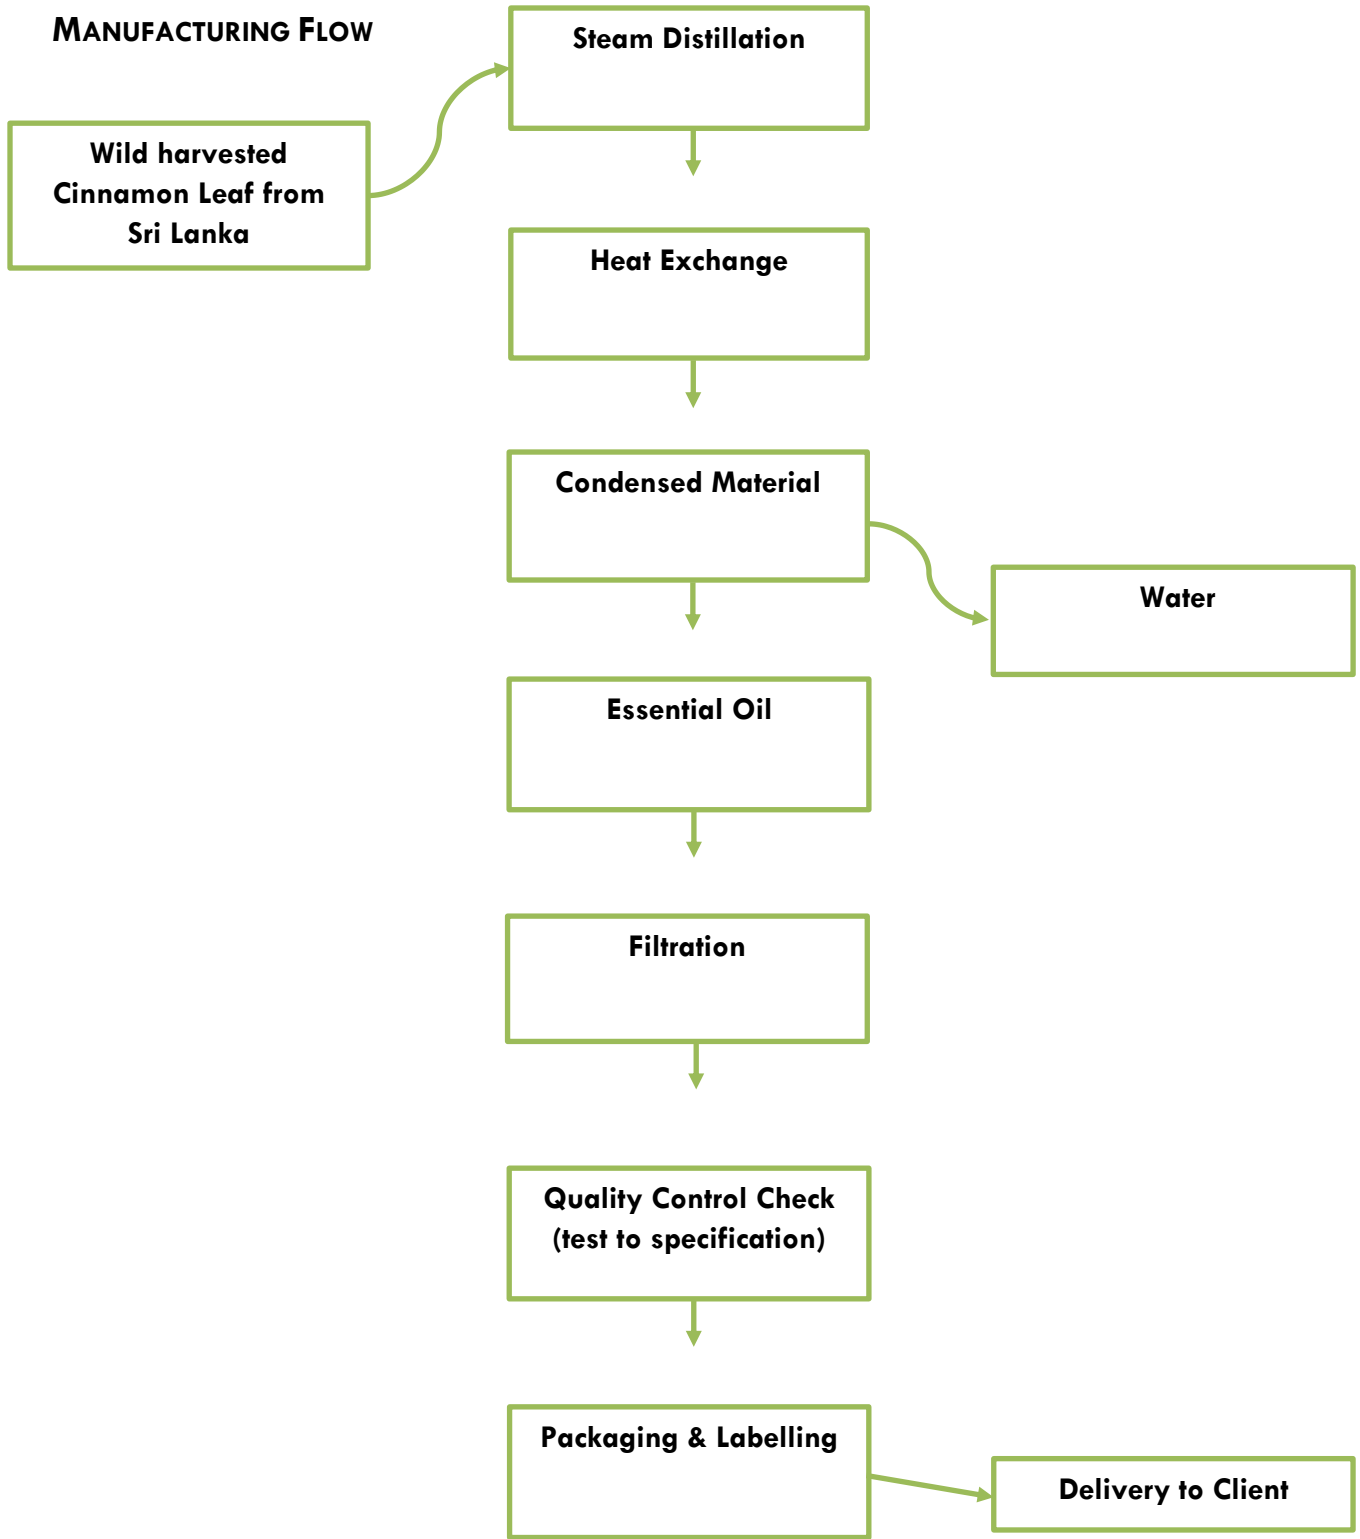 MANUFACTURING FLOW
Steam Distillation
Wild harvested
Cinnamon Leaf from
Sri Lanka
Heat Exchange
Condensed Material
Water
Essential Oil
Filtration
Quality Control Check
(test to specification)
Packaging & Labelling
Delivery to Client